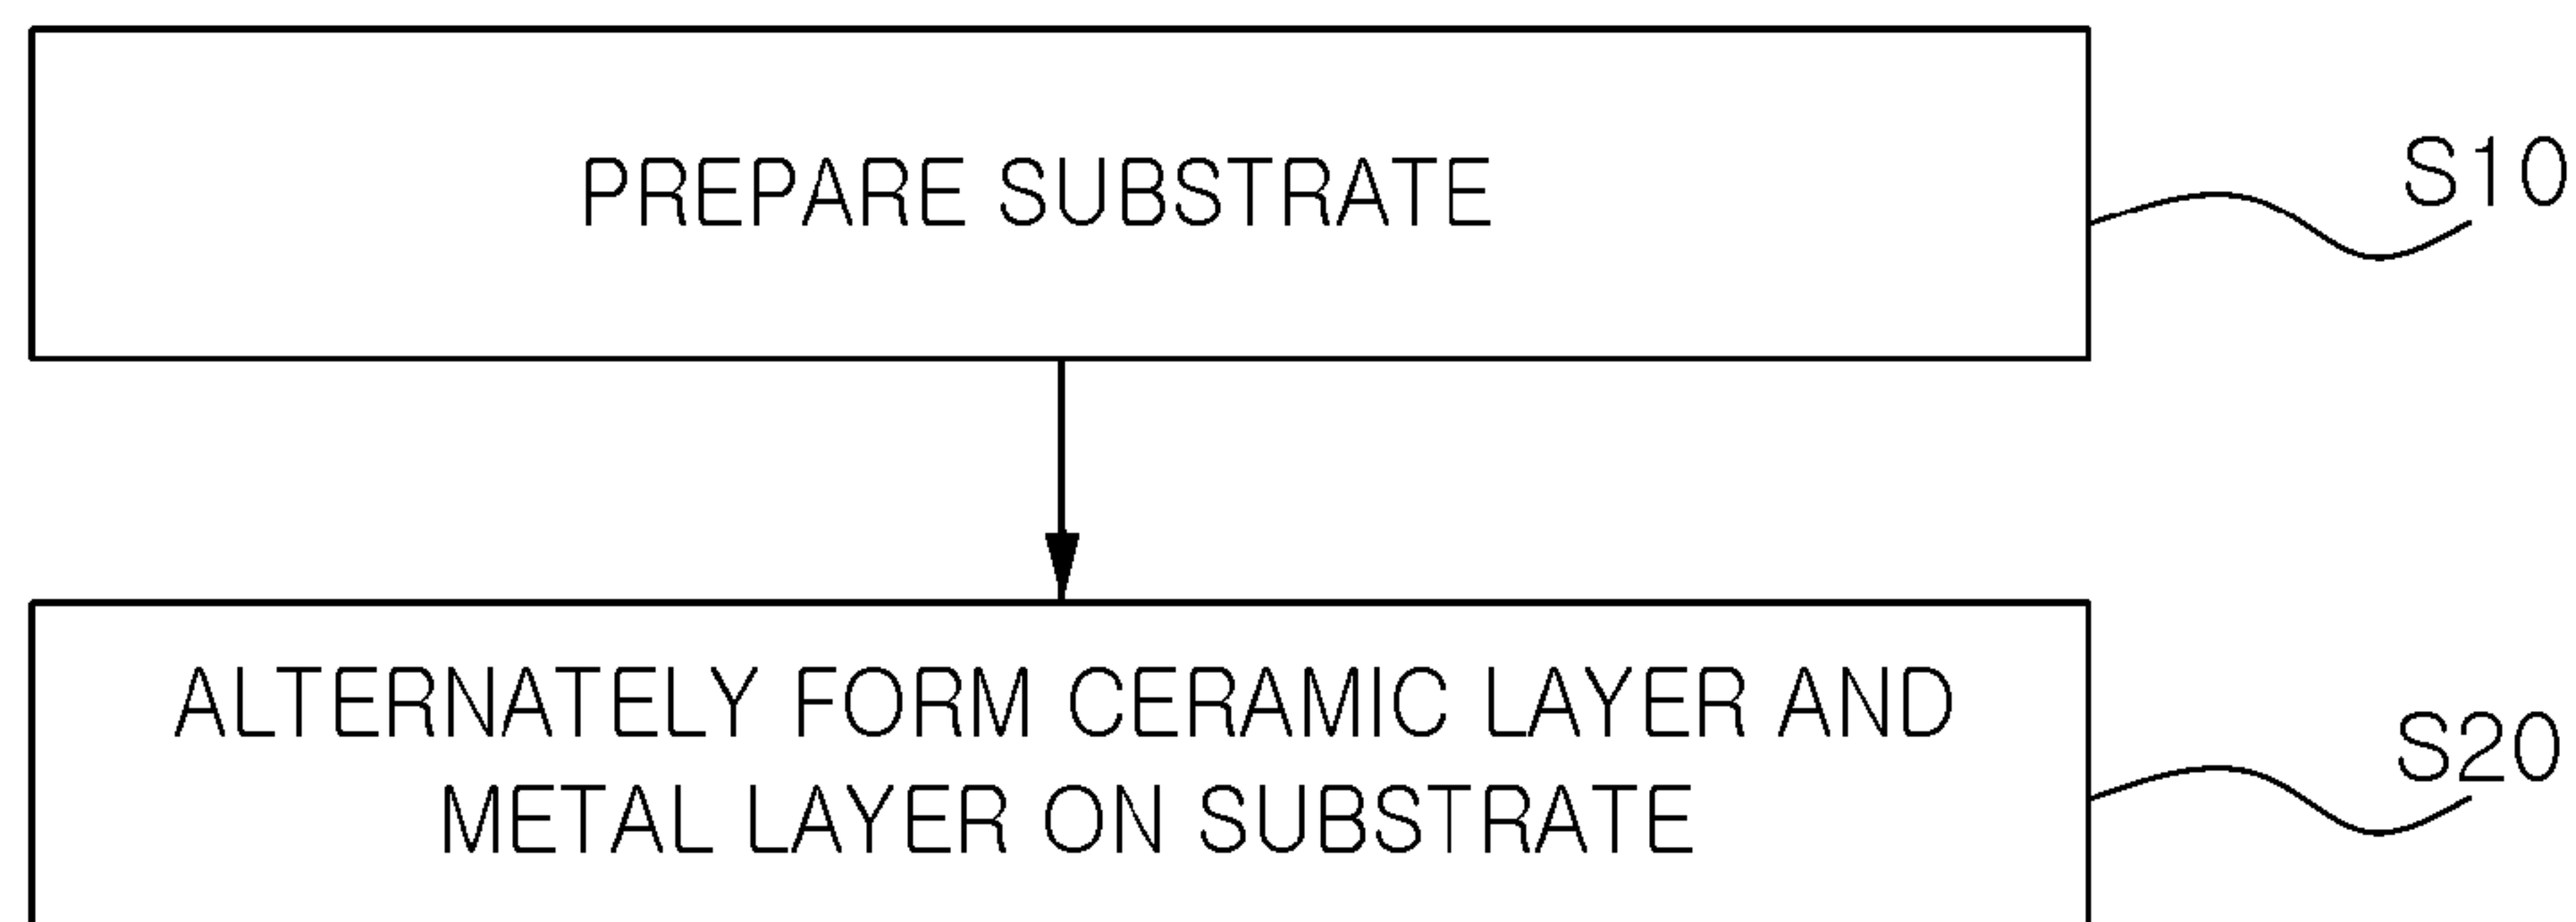 PREPARE SUBSTRATE
S10
ALTERNATELY FORM CERAMIC LAYER AND
METAL LAYER ON SUBSTRATE
S20